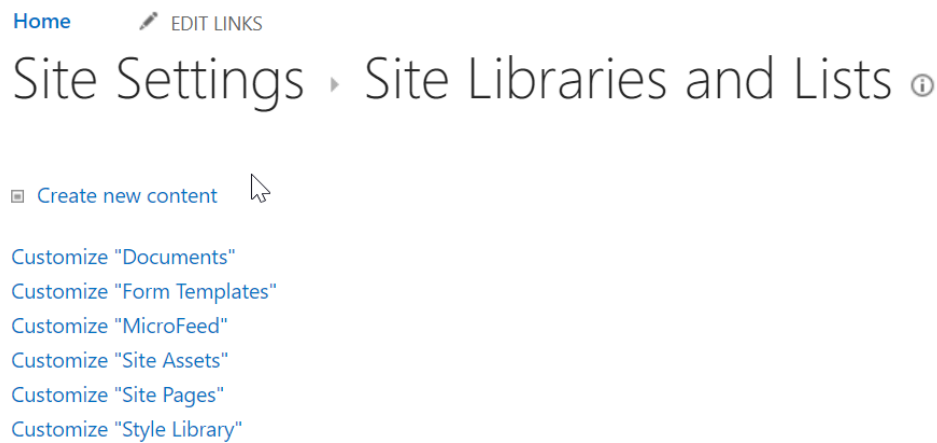 Home EDIT LINKS
Site Settings Site Libraries and Lists
Create new content
Customize "Documents"
Customize "Form Templates"
Customize "MicroFeed"
Customize "Site Assets"
Customize "Site Pages"
Customize "Style Library"